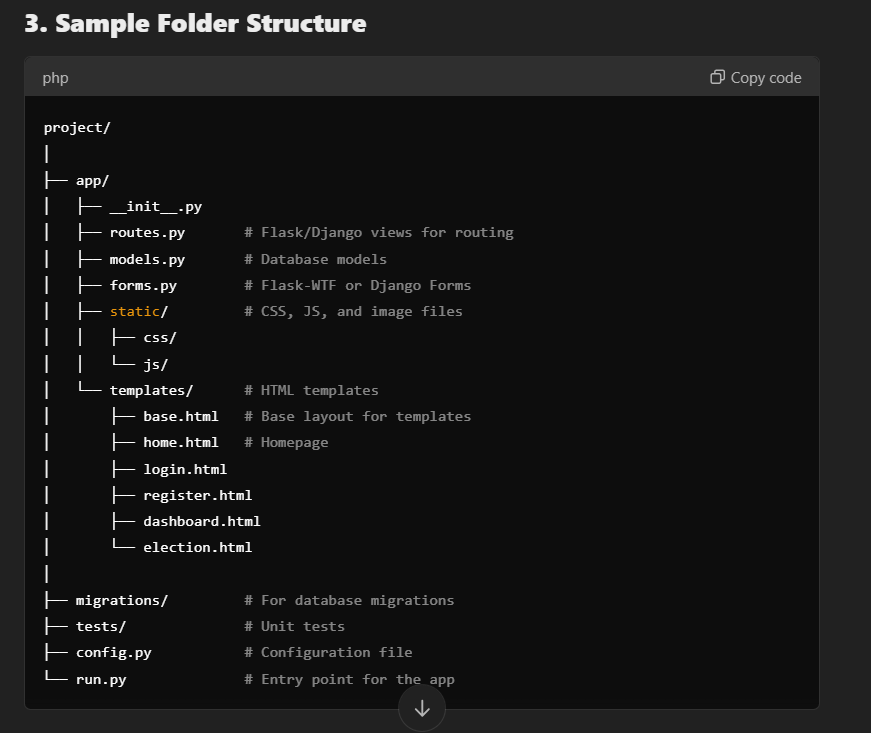 3. Sample Folder Structure
php
Copy code
project/
│
├── app/
│   ├── __init__.py
│   ├── routes.py       # Flask/Django views for routing
│   ├── models.py       # Database models
│   ├── forms.py        # Flask-WTF or Django Forms
│   ├── static/         # CSS, JS, and image files
│   │   ├── css/
│   │   └── js/
│   └── templates/      # HTML templates
│       ├── base.html   # Base layout for templates
│       ├── home.html   # Homepage
│       ├── login.html
│       ├── register.html
│       ├── dashboard.html
│       └── election.html
│
├── migrations/         # For database migrations
├── tests/              # Unit tests
├── config.py           # Configuration file
└── run.py              # Entry point for the app